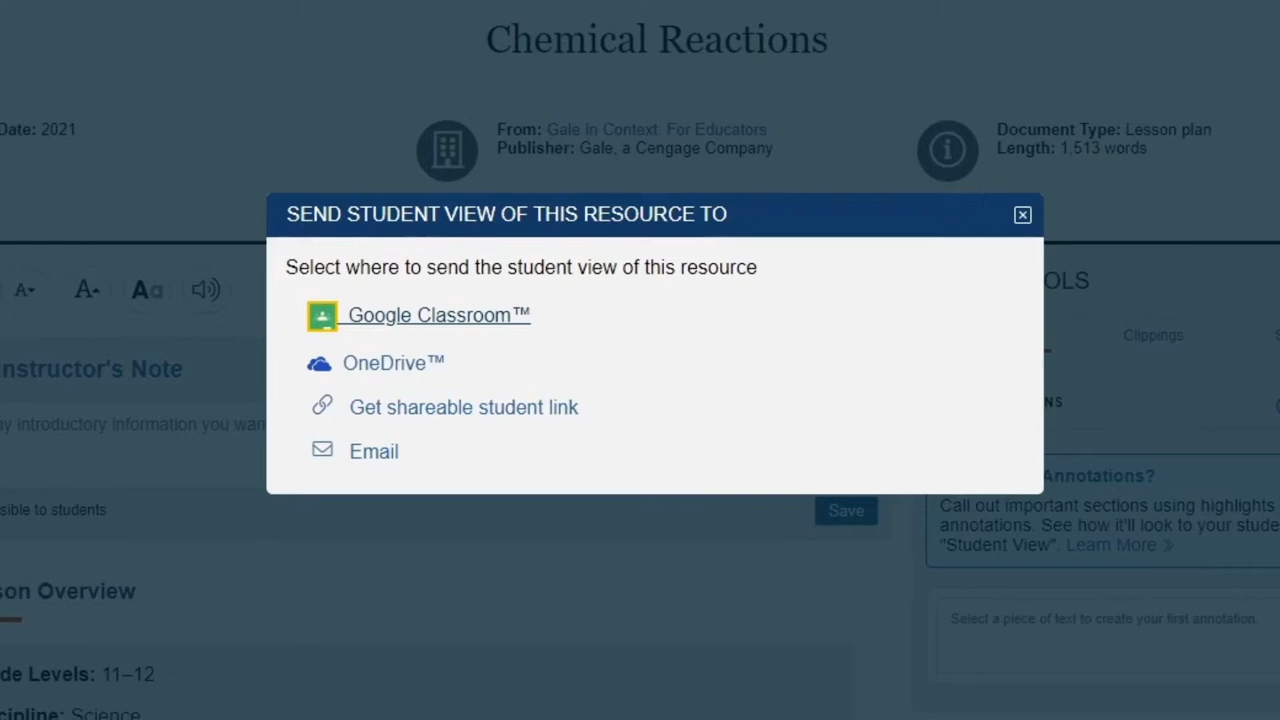 Chemical Reactions
Date: 2021
From: Gale In Context: For Educators
Publisher: Gale, a Cengage Company
Document Type: Lesson plan
Length: 1,513 words
SEND STUDENT VIEW OF THIS RESOURCE TO
Select where to send the student view of this resource
Google Classroom™
OneDrive™
Get shareable student link
Email
A
A
Aa
OLS
Clippings
NS
nstructor's Note
y introductory information you wan
sible to students
Save
Annotations?
Call out important sections using highlights
annotations. See how it'll look to your stude
"Student View". Learn More
Select a piece of text to create your first annotation.
son Overview
de Levels: 11–12
cipline: Science